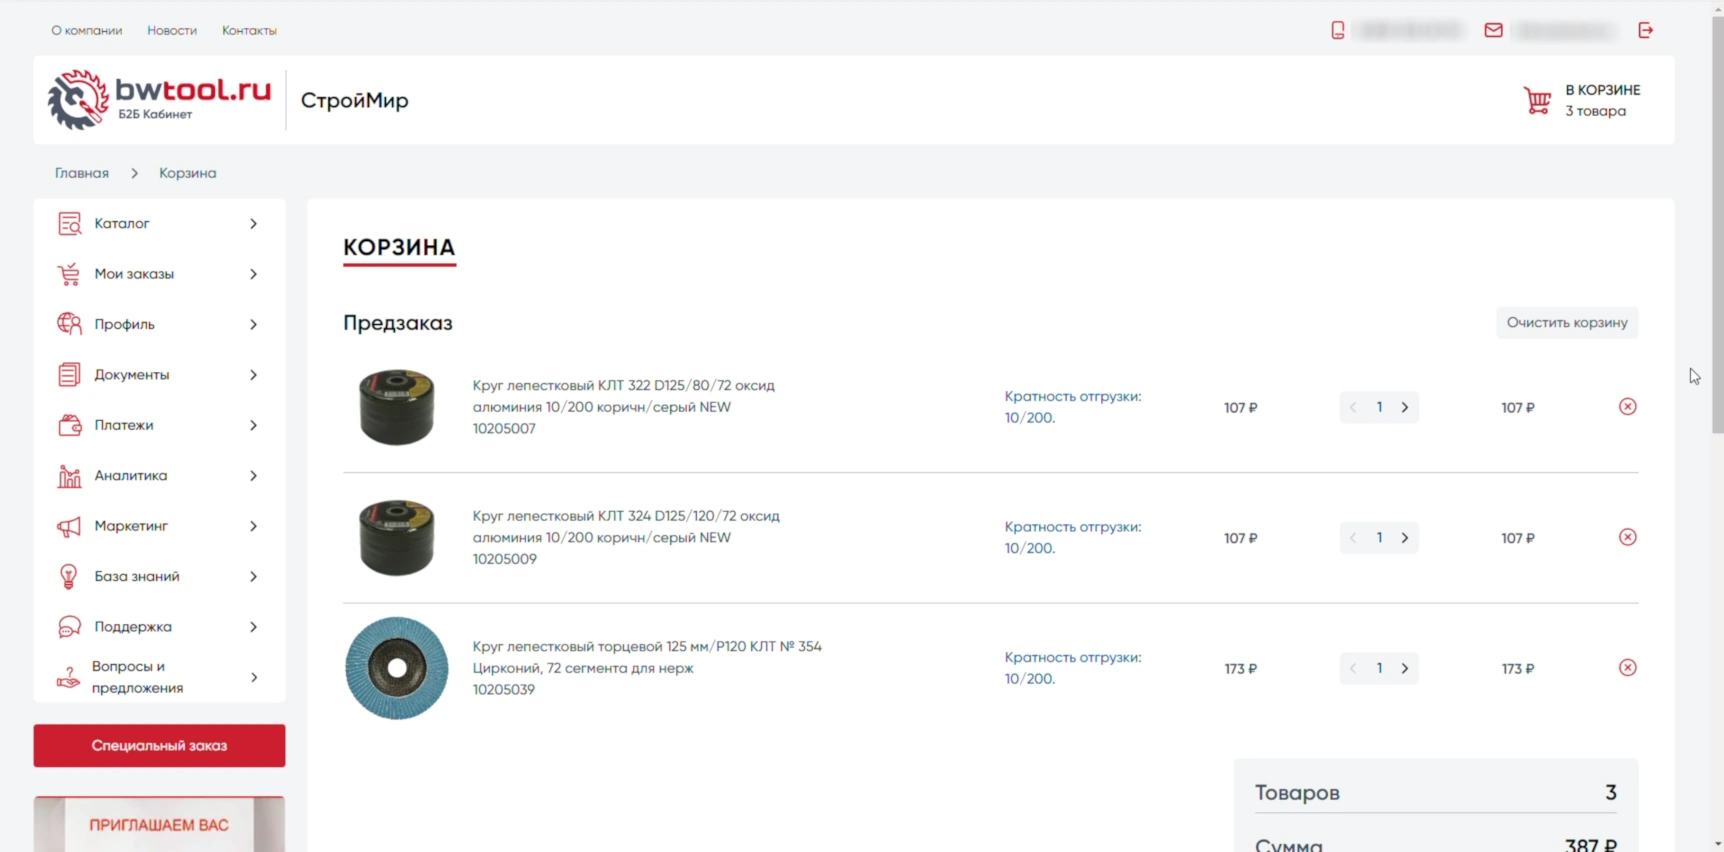 О компании
Новости
Контакты
bwtool.ru
Б2Б Кабинет
СтройМир
В КОРЗИНЕ
3 товара
Главная
Корзина
Каталог
Мои заказы
Профиль
Документы
Платежи
Аналитика
Маркетинг
База знаний
Поддержка
Вопросы и
предложения
Специальный заказ
ПРИГЛАШАЕМ ВАС
КОРЗИНА
Предзаказ
Очистить корзину
Круг лепестковый КЛТ 322 D125/80/72 оксид
алюминия 10/200 коричн/серый NEW
10205007
Кратность отгрузки:
10/200.
107 ₽
1
107 ₽
Круг лепестковый КЛТ 324 D125/120/72 оксид
алюминия 10/200 коричн/серый NEW
10205009
Кратность отгрузки:
10/200.
107 ₽
1
107 ₽
Круг лепестковый торцевой 125 мм/P120 КЛТ № 354
Цирконий, 72 сегмента для нерж
10205039
Кратность отгрузки:
10/200.
173 ₽
1
173 ₽
Товаров 3
Сумма 387 ₽